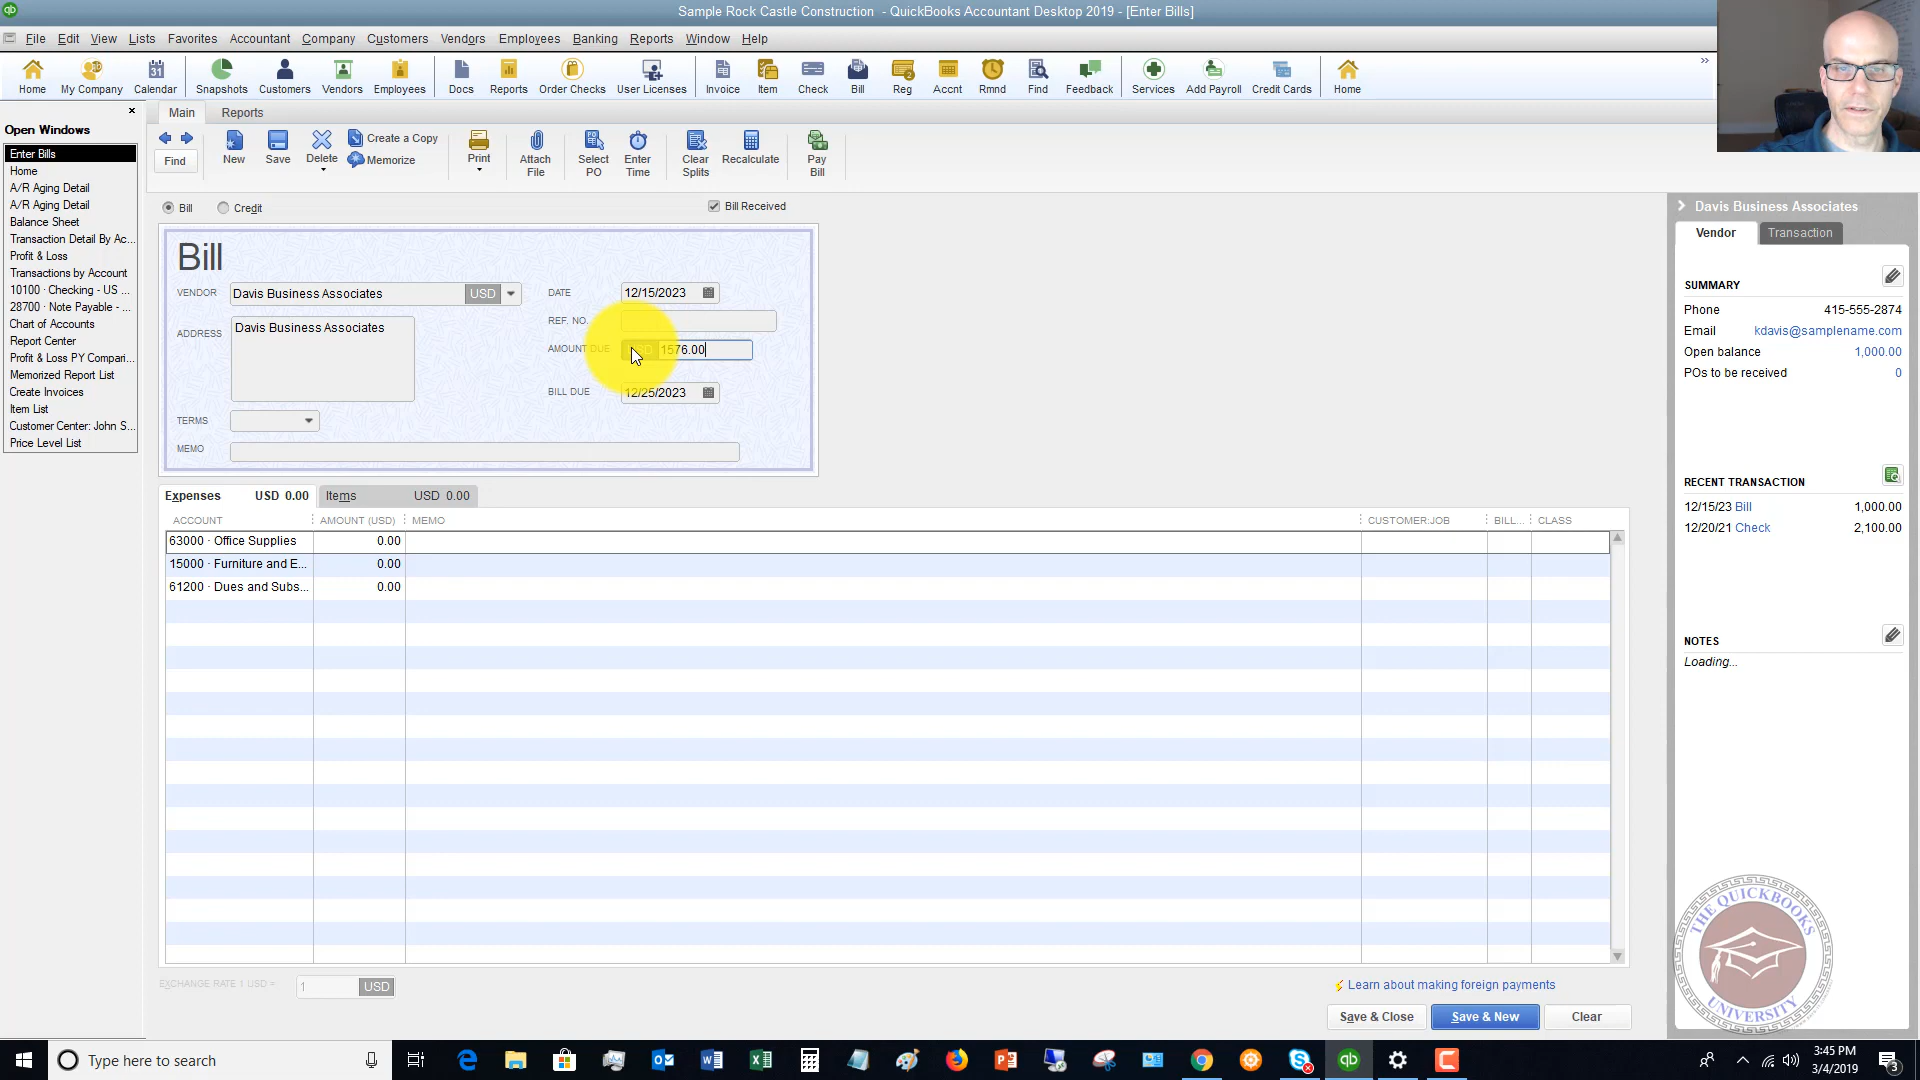 Sample Rock Castle Construction - QuickBooks Accountant Desktop 2019 - [Enter Bills]
File Edit View Lists Favorites Accountant Company Customers Vendors Employees Banking Reports Window Help
Home My Company Calendar Snapshots Customers Vendors Employees Docs Reports Order Checks User Licenses Invoice Item Check Bill Reg Accnt Rmnd Find Feedback Services Add Payroll Credit Cards Home
Open Windows
Enter Bills
Home
A/R Aging Detail
A/R Aging Detail
Balance Sheet
Transaction Detail By Ac...
Profit & Loss
Transactions by Account
10100 · Checking - US ...
28700 · Note Payable - ...
Chart of Accounts
Report Center
Profit & Loss PY Compari...
Memorized Report List
Create Invoices
Item List
Customer Center: John S...
Price Level List
Main Reports
Find
New
Save
Delete
Create a Copy
Memorize
Print
Attach File
Select PO
Enter Time
Clear Splits
Recalculate
Pay Bill
Bill Credit Bill Received
Bill
VENDOR Davis Business Associates USD
DATE 12/15/2023
REF. NO.
ADDRESS Davis Business Associates
AMOUNT DUE USD 1576.00
BILL DUE 12/25/2023
TERMS
MEMO
Expenses USD 0.00 Items USD 0.00
ACCOUNT AMOUNT (USD) MEMO CUSTOMER:JOB BILL... CLASS
63000 · Office Supplies 0.00
15000 · Furniture and E... 0.00
61200 · Dues and Subs... 0.00
EXCHANGE RATE 1 USD = 1 USD
Learn about making foreign payments
Save & Close Save & New Clear
Davis Business Associates
Vendor Transaction
SUMMARY
Phone 415-555-2874
Email kdavis@samplename.com
Open balance 1,000.00
POs to be received 0
RECENT TRANSACTION
12/15/23 Bill 1,000.00
12/20/21 Check 2,100.00
NOTES
Loading...
THE QUICKBOOKS UNIVERSITY
Type here to search
3:45 PM
3/4/2019
3